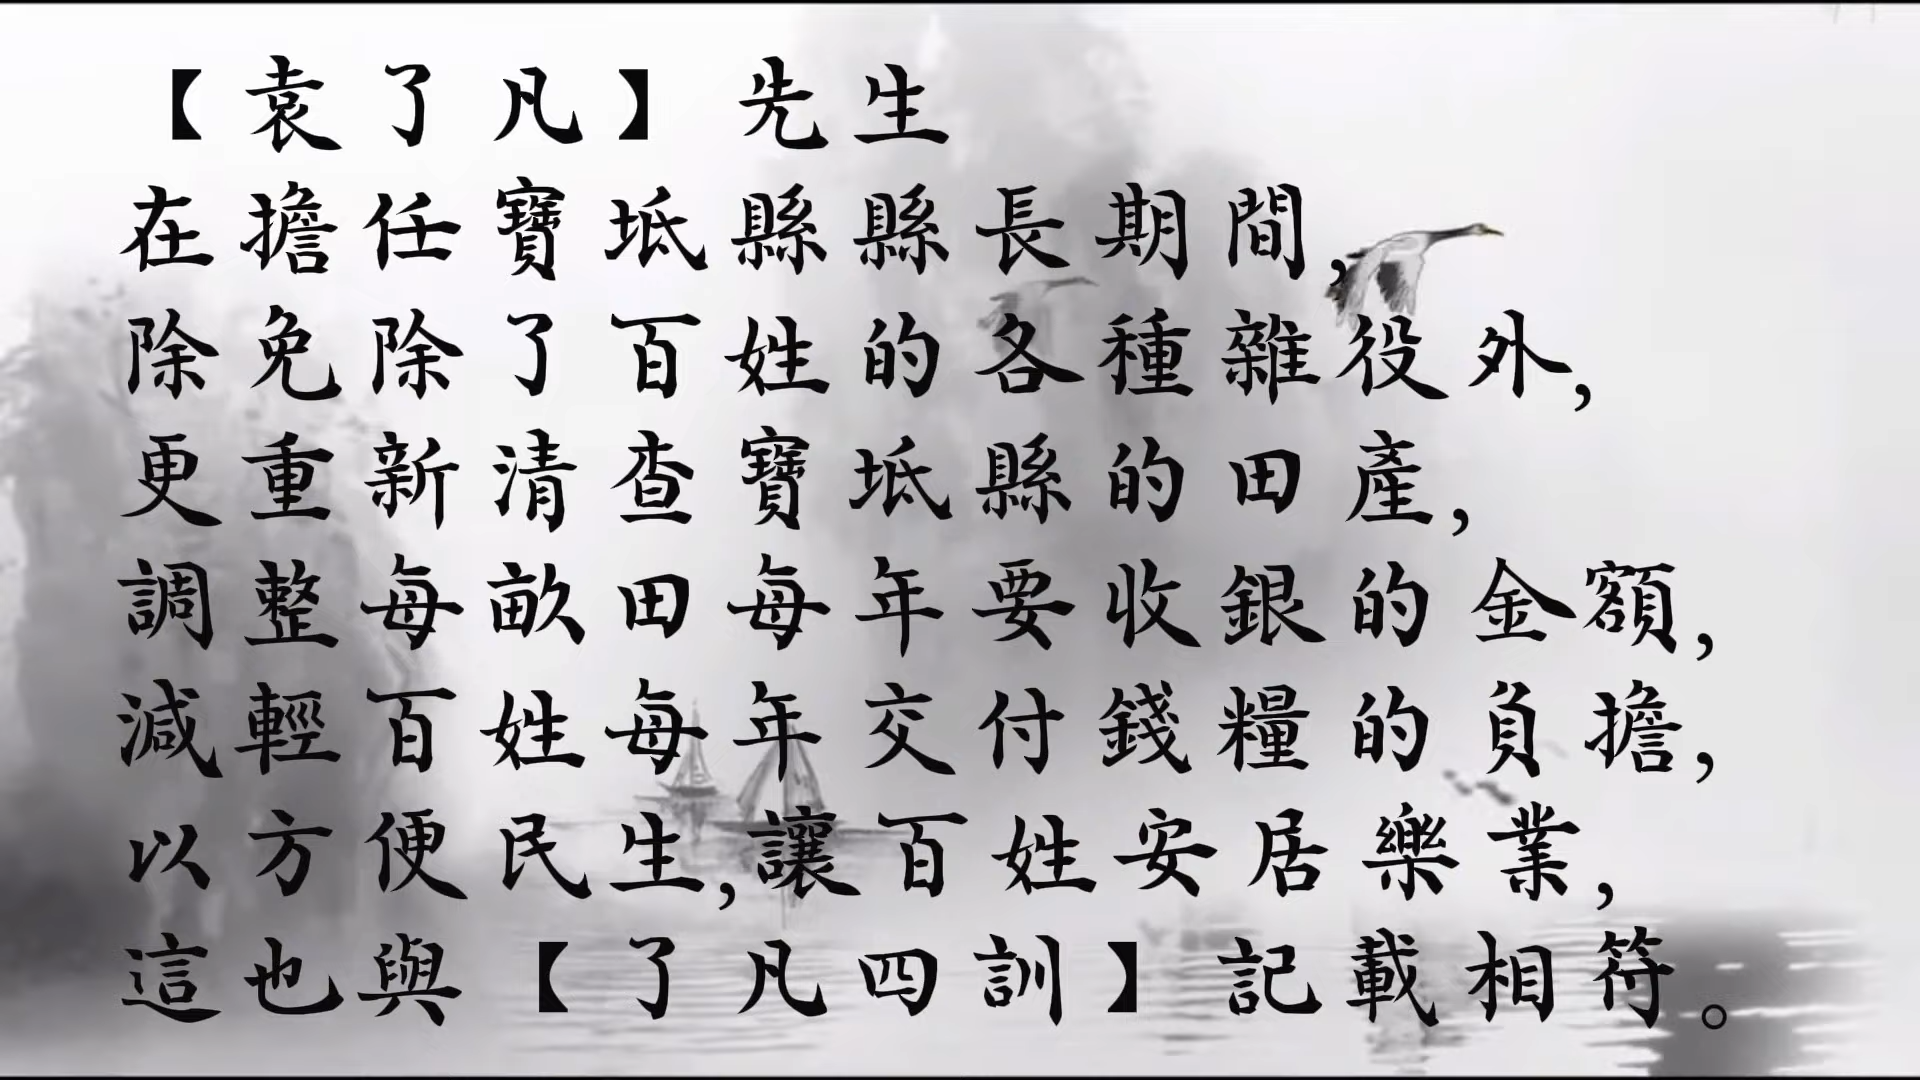 【袁了凡】先生
在擔任寶坻縣縣長期間,
除免除了百姓的各種雜役外,
更重新清查寶坻縣的田產,
調整每畝田每年要收銀的金額,
減輕百姓每年交付錢糧的負擔,
以方便民生,讓百姓安居樂業,
這也與【了凡四訓】記載相符。